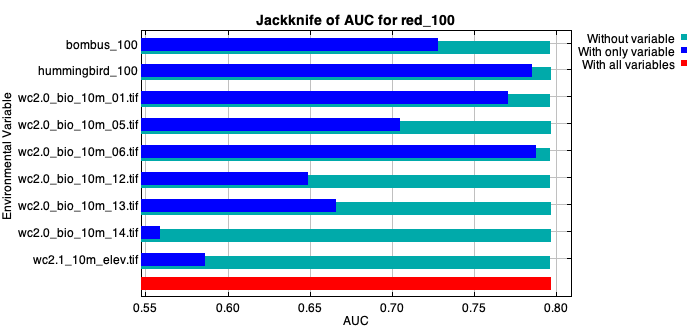 Jackknife of AUC for red_100
Without variable
With only variable
With all variables
Environmental Variable
bombus_100
hummingbird_100
wc2.0_bio_10m_01.tif
wc2.0_bio_10m_05.tif
wc2.0_bio_10m_06.tif
wc2.0_bio_10m_12.tif
wc2.0_bio_10m_13.tif
wc2.0_bio_10m_14.tif
wc2.1_10m_elev.tif
0.55 0.60 0.65 0.70 0.75 0.80
AUC